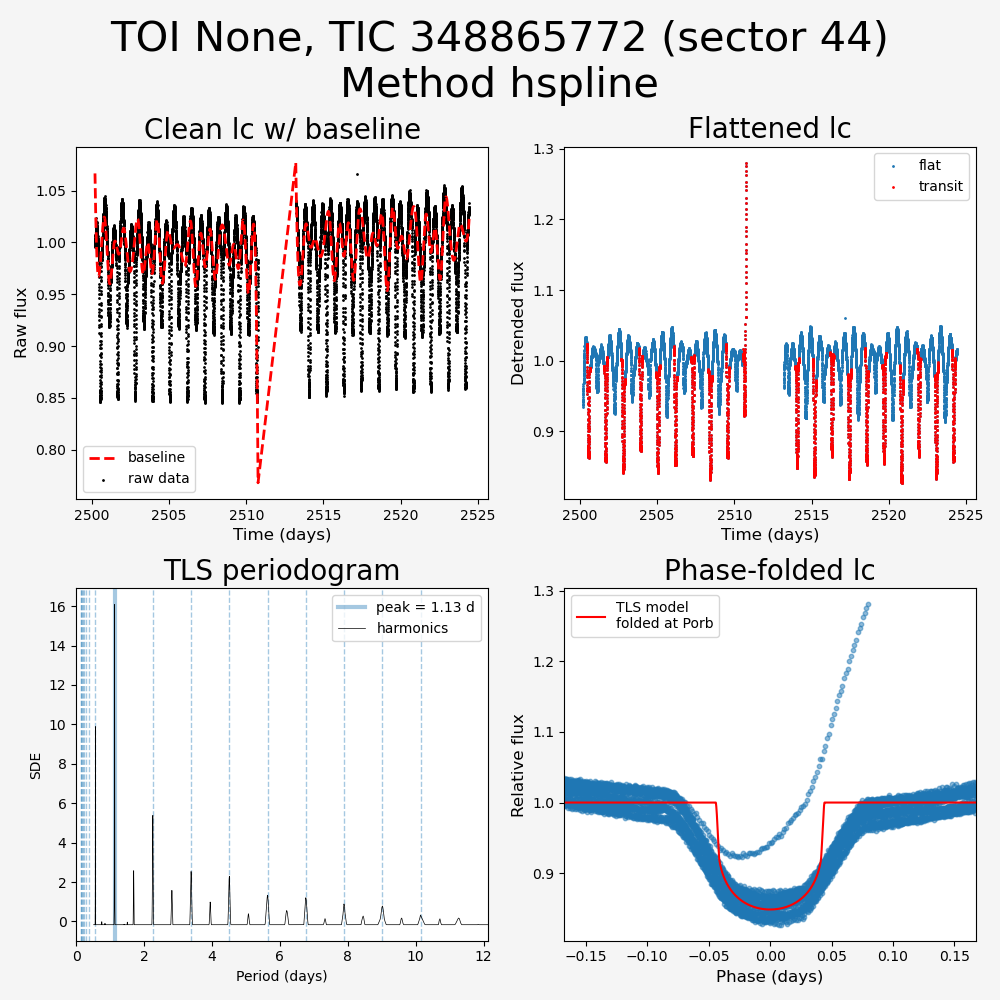 TOI None, TIC 348865772 (sector 44)
Method hspline
Clean lc w/ baseline
Raw flux
1.05
1.00
0.95
0.90
0.85
0.80
baseline
raw data
2500
2505
2510
2515
2520
2525
Time (days)
Flattened lc
Detrended flux
1.3
1.2
1.1
1.0
0.9
flat
transit
2500
2505
2510
2515
2520
2525
Time (days)
TLS periodogram
SDE
16
14
12
10
8
6
4
2
0
peak = 1.13 d
harmonics
0
2
4
6
8
10
12
Period (days)
Phase-folded lc
Relative flux
1.3
1.2
1.1
1.0
0.9
TLS model
folded at Porb
−0.15
−0.10
−0.05
0.00
0.05
0.10
0.15
Phase (days)